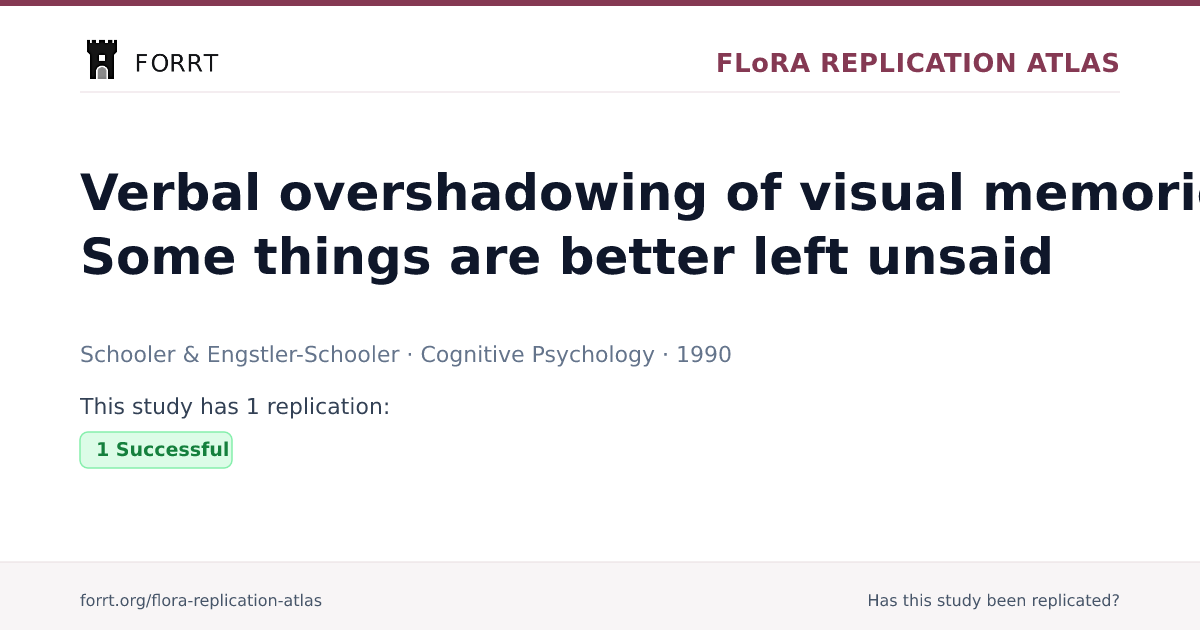 FORRT
FLoRA REPLICATION ATLAS
Verbal overshadowing of visual memori
Some things are better left unsaid
Schooler & Engstler-Schooler · Cognitive Psychology · 1990
This study has 1 replication:
1 Successful
forrt.org/flora-replication-atlas
Has this study been replicated?